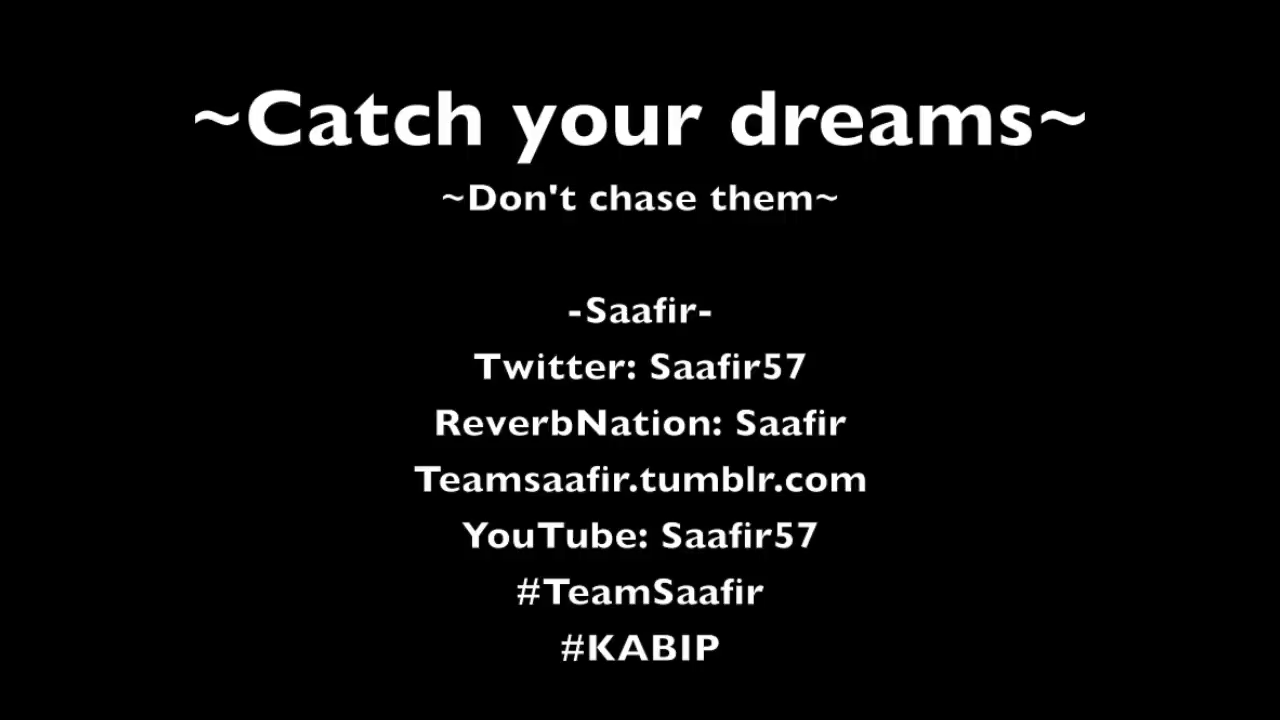 ~Catch your dreams~
~Don't chase them~
-Saafir-
Twitter: Saafir57
ReverbNation: Saafir
Teamsaafir.tumblr.com
YouTube: Saafir57
#TeamSaafir
#KABIP